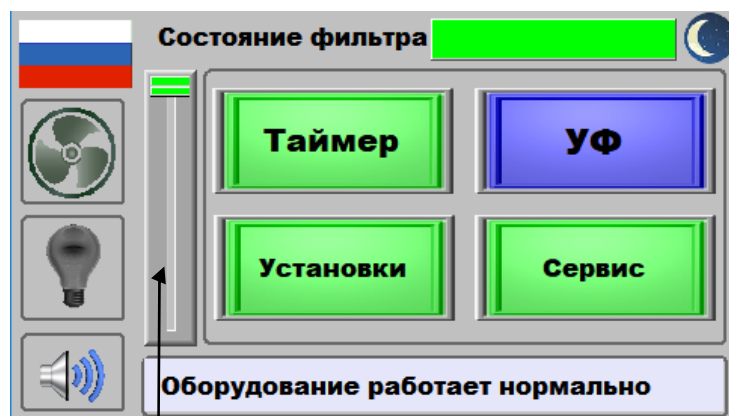 Состояние фильтра
Таймер
УФ
Установки
Сервис
Оборудование работает нормально